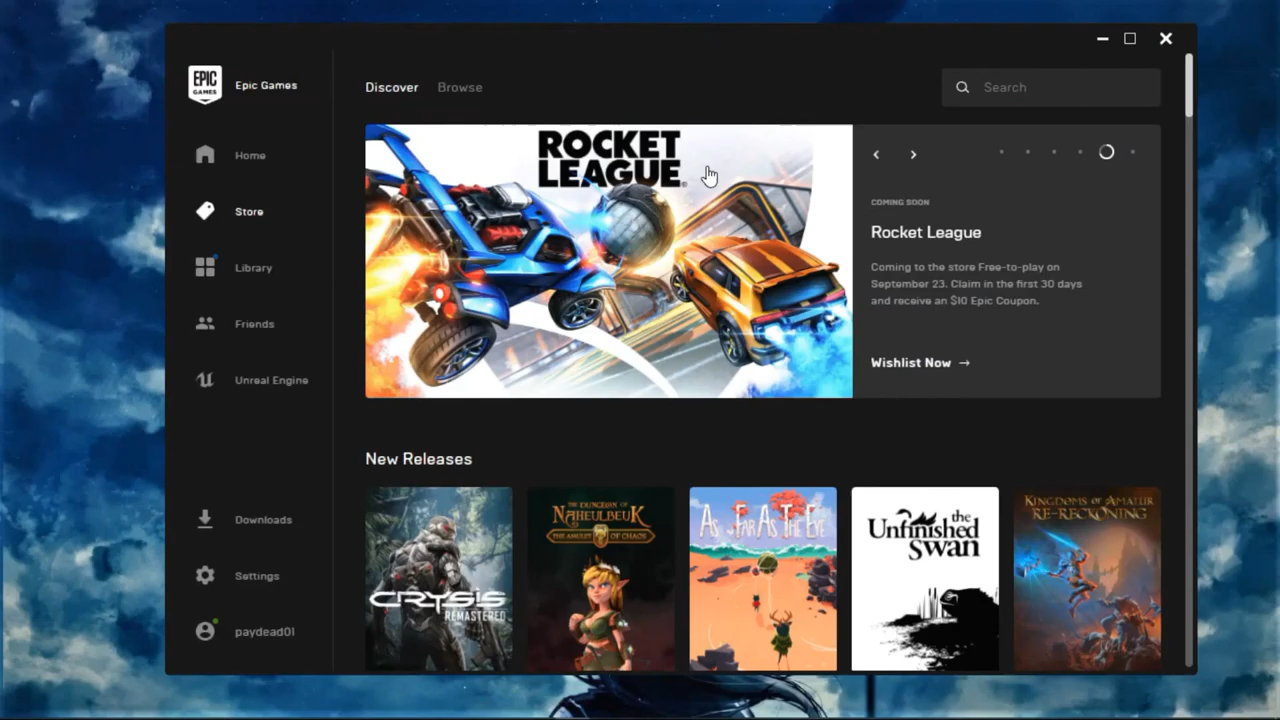 EPIC
GAMES
Epic Games
Home
Store
Library
Friends
Unreal Engine
Downloads
Settings
paydead01
Discover
Browse
Search
ROCKET
LEAGUE
COMING SOON
Rocket League
Coming to the store Free-to-play on
September 23. Claim in the first 30 days
and receive an $10 Epic Coupon.
Wishlist Now →
New Releases
CRYSIS
REMASTERED
THE DUNGEON OF
NAHEULBEUK
THE AMULET OF CHAOS
AS FAR AS THE EYE
the
Unfinished
Swan
KINGDOMS OF AMALUR
RE-RECKONING